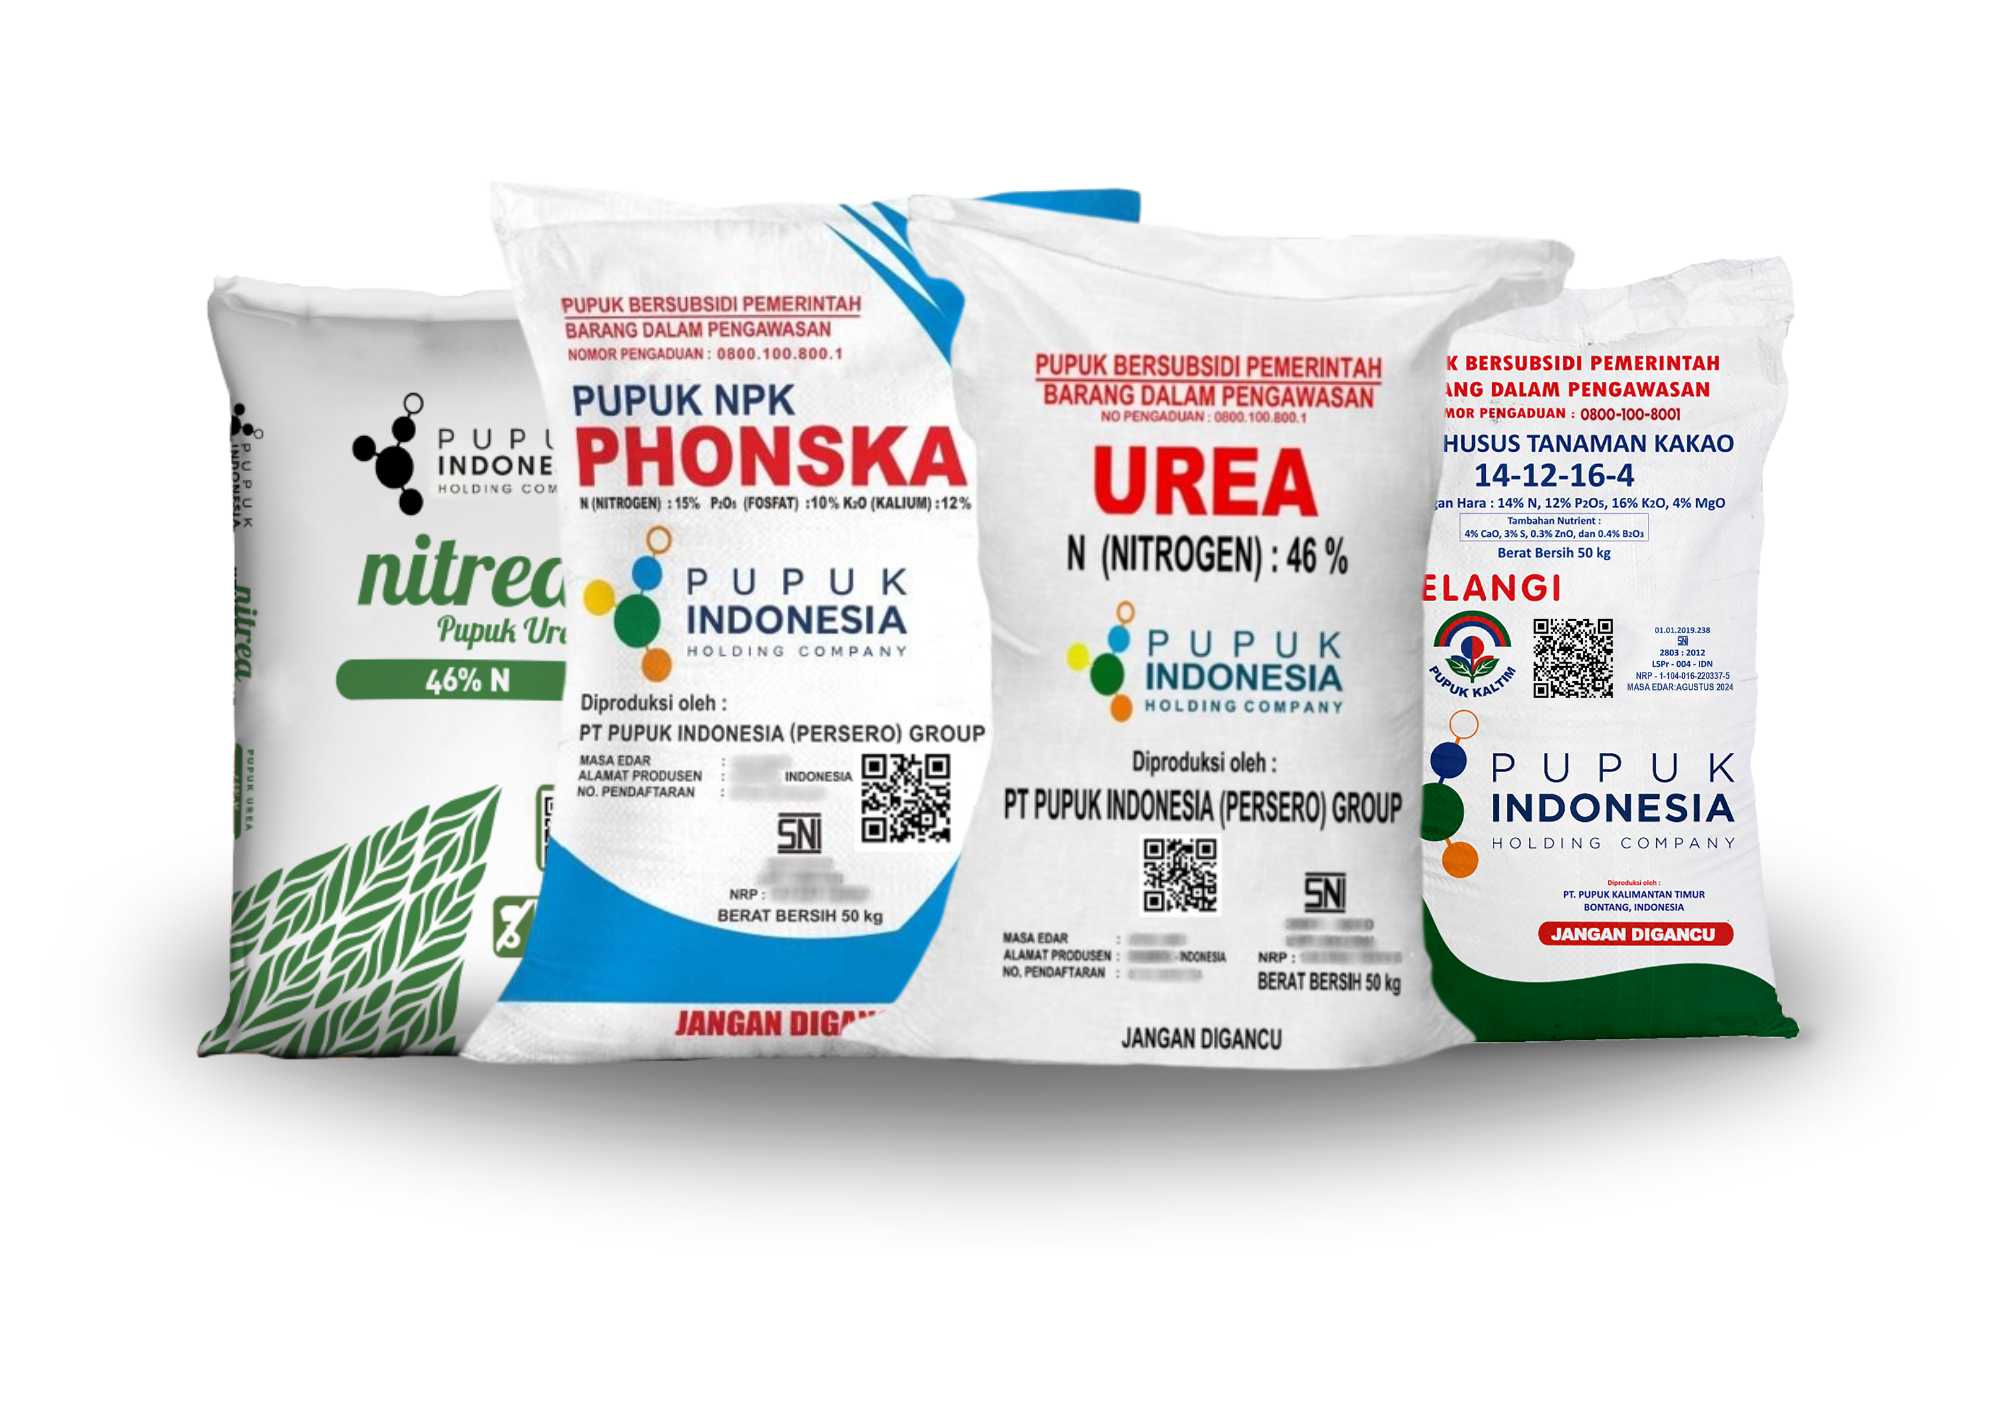 PUPUK
INDONESIA
nitrea
PUPUK UREA
PUPU
INDONE
HOLDING COM
nitrea
Pupuk Ure
46% N
PUPUK BERSUBSIDI PEMERINTAH
BARANG DALAM PENGAWASAN
NOMOR PENGADUAN : 0800.100.800.1
PUPUK NPK
PHONSKA
N (NITROGEN) : 15% P₂O₅ (FOSFAT) :10% K₂O (KALIUM) :12%
PUPUK
INDONESIA
HOLDING COMPANY
Diproduksi oleh :
PT PUPUK INDONESIA (PERSERO) GROUP
MASA EDAR :
ALAMAT PRODUSEN : INDONESIA
NO. PENDAFTARAN :
SNI
NRP :
BERAT BERSIH 50 kg
JANGAN DIGAN
PUPUK BERSUBSIDI PEMERINTAH
BARANG DALAM PENGAWASAN
NO PENGADUAN : 0800.100.800.1
UREA
N (NITROGEN) : 46 %
PUPUK
INDONESIA
HOLDING COMPANY
Diproduksi oleh :
PT PUPUK INDONESIA (PERSERO) GROUP
SNI
MASA EDAR :
ALAMAT PRODUSEN : - INDONESIA
NO. PENDAFTARAN :
NRP :
BERAT BERSIH 50 kg
JANGAN DIGANCU
K BERSUBSIDI PEMERINTAH
ANG DALAM PENGAWASAN
MOR PENGADUAN : 0800-100-8001
HUSUS TANAMAN KAKAO
14-12-16-4
gan Hara : 14% N, 12% P₂O₅, 16% K₂O, 4% MgO
Tambahan Nutrient :
4% CaO, 3% S, 0.3% ZnO, dan 0.4% B₂O₃
Berat Bersih 50 kg
ELANGI
PUPUK KALTIM
01.01.2019.238
SNI
2803 : 2012
LSPr - 004 - IDN
NRP - 1-104-016-220337-5
MASA EDAR:AGUSTUS 2024
PUPUK
INDONESIA
HOLDING COMPANY
Diproduksi oleh :
PT. PUPUK KALIMANTAN TIMUR
BONTANG, INDONESIA
JANGAN DIGANCU